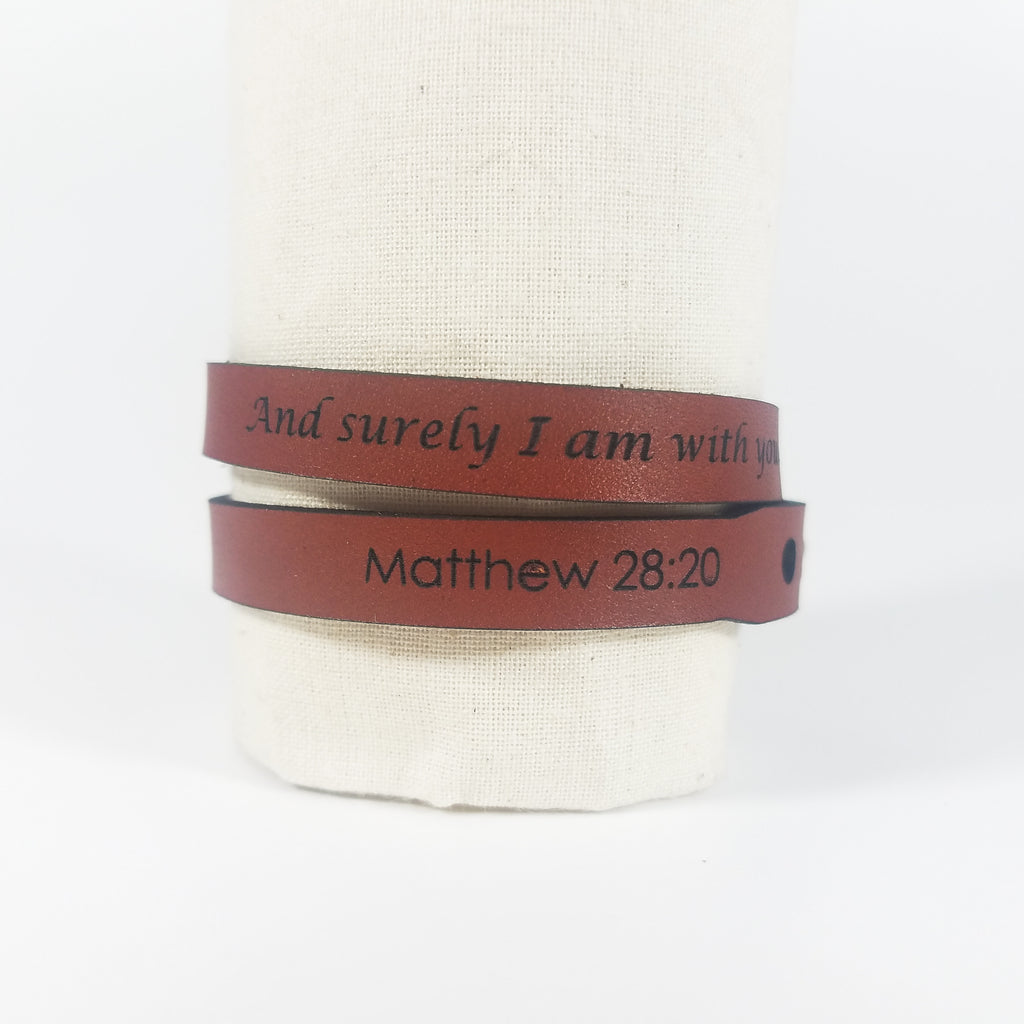 And surely I am with you
Matthew 28:20